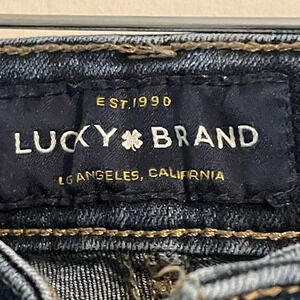 EST. 1990
LUCKY BRAND
LOS ANGELES, CALIFORNIA